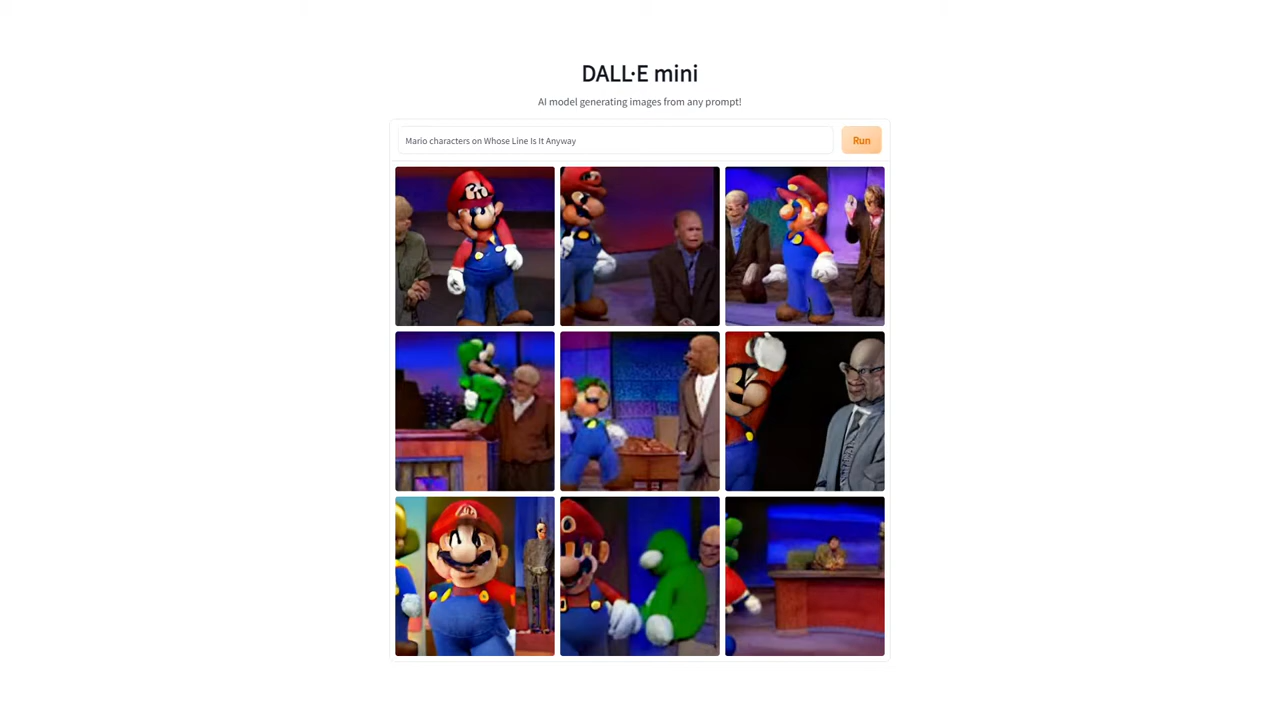 DALL·E mini
AI model generating images from any prompt!
Mario characters on Whose Line Is It Anyway
Run